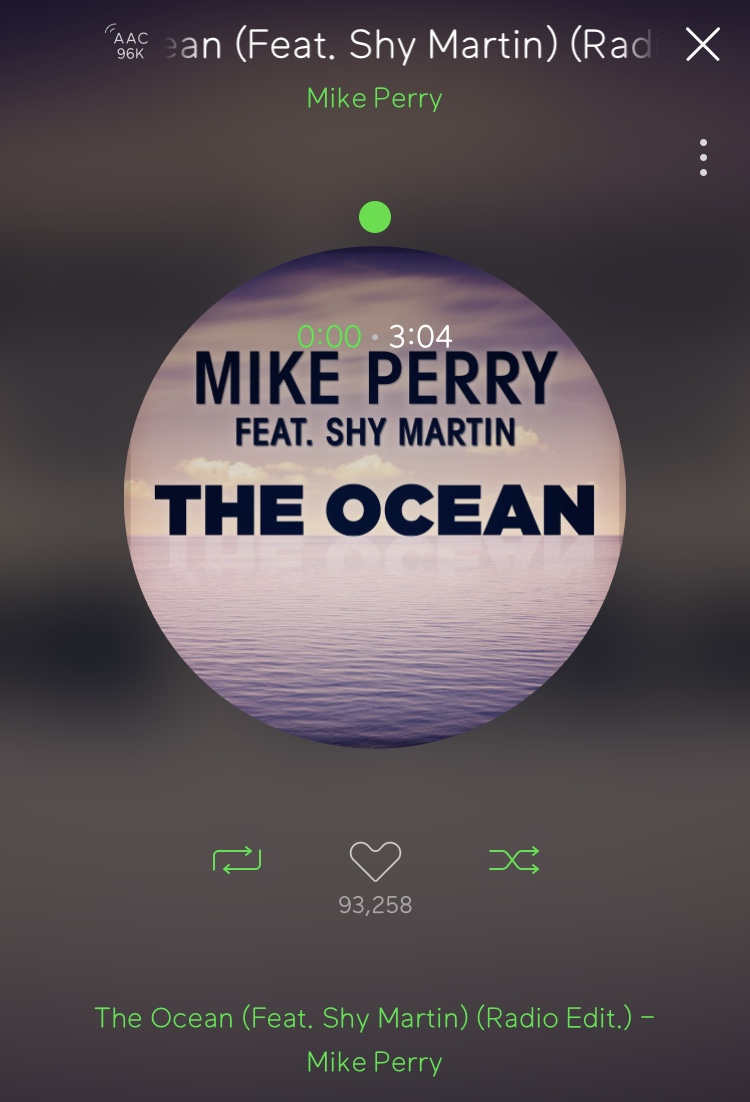 AAC
96K
ean (Feat. Shy Martin) (Rad
Mike Perry
0:00 • 3:04
MIKE PERRY
FEAT. SHY MARTIN
THE OCEAN
93,258
The Ocean (Feat. Shy Martin) (Radio Edit.) –
Mike Perry